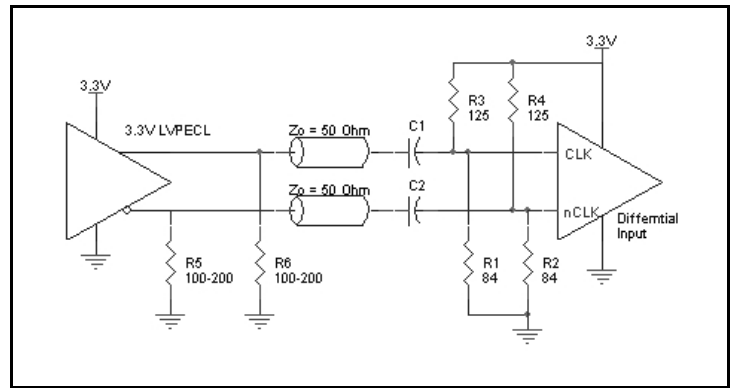 3.3V
3.3V
3.3V LVPECL
R3
125
R4
125
Zo = 50 Ohm
C1
CLK
Zo = 50 Ohm
C2
nCLK
Differntial
Input
R5
100-200
R6
100-200
R1
84
R2
84